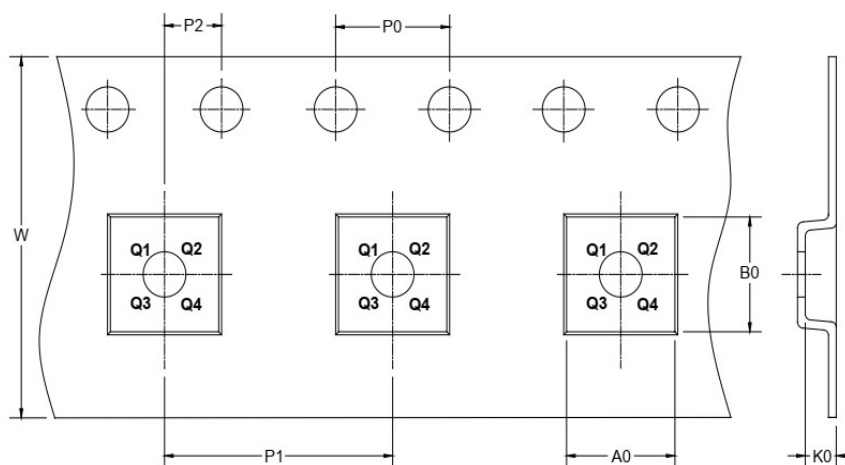 P2 P0
W
Q1 Q2 Q1 Q2 Q1 Q2
B0
Q3 Q4 Q3 Q4 Q3 Q4
P1 A0 K0